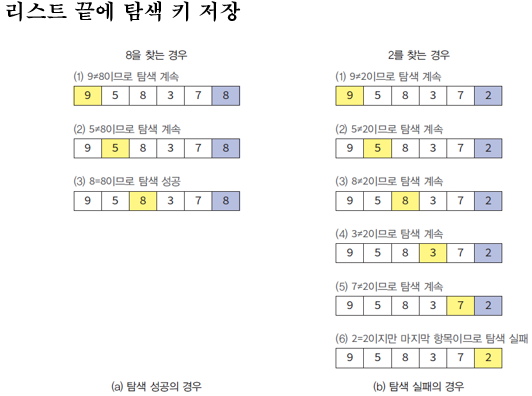 리스트 끝에 탐색 키 저장
8을 찾는 경우
(1) 9≠8이므로 탐색 계속
9 5 8 3 7 8
(2) 5≠8이므로 탐색 계속
9 5 8 3 7 8
(3) 8=8이므로 탐색 성공
9 5 8 3 7 8
(a) 탐색 성공의 경우
2를 찾는 경우
(1) 9≠2이므로 탐색 계속
9 5 8 3 7 2
(2) 5≠2이므로 탐색 계속
9 5 8 3 7 2
(3) 8≠2이므로 탐색 계속
9 5 8 3 7 2
(4) 3≠2이므로 탐색 계속
9 5 8 3 7 2
(5) 7≠2이므로 탐색 계속
9 5 8 3 7 2
(6) 2=2이지만 마지막 항목이므로 탐색 실패
9 5 8 3 7 2
(b) 탐색 실패의 경우